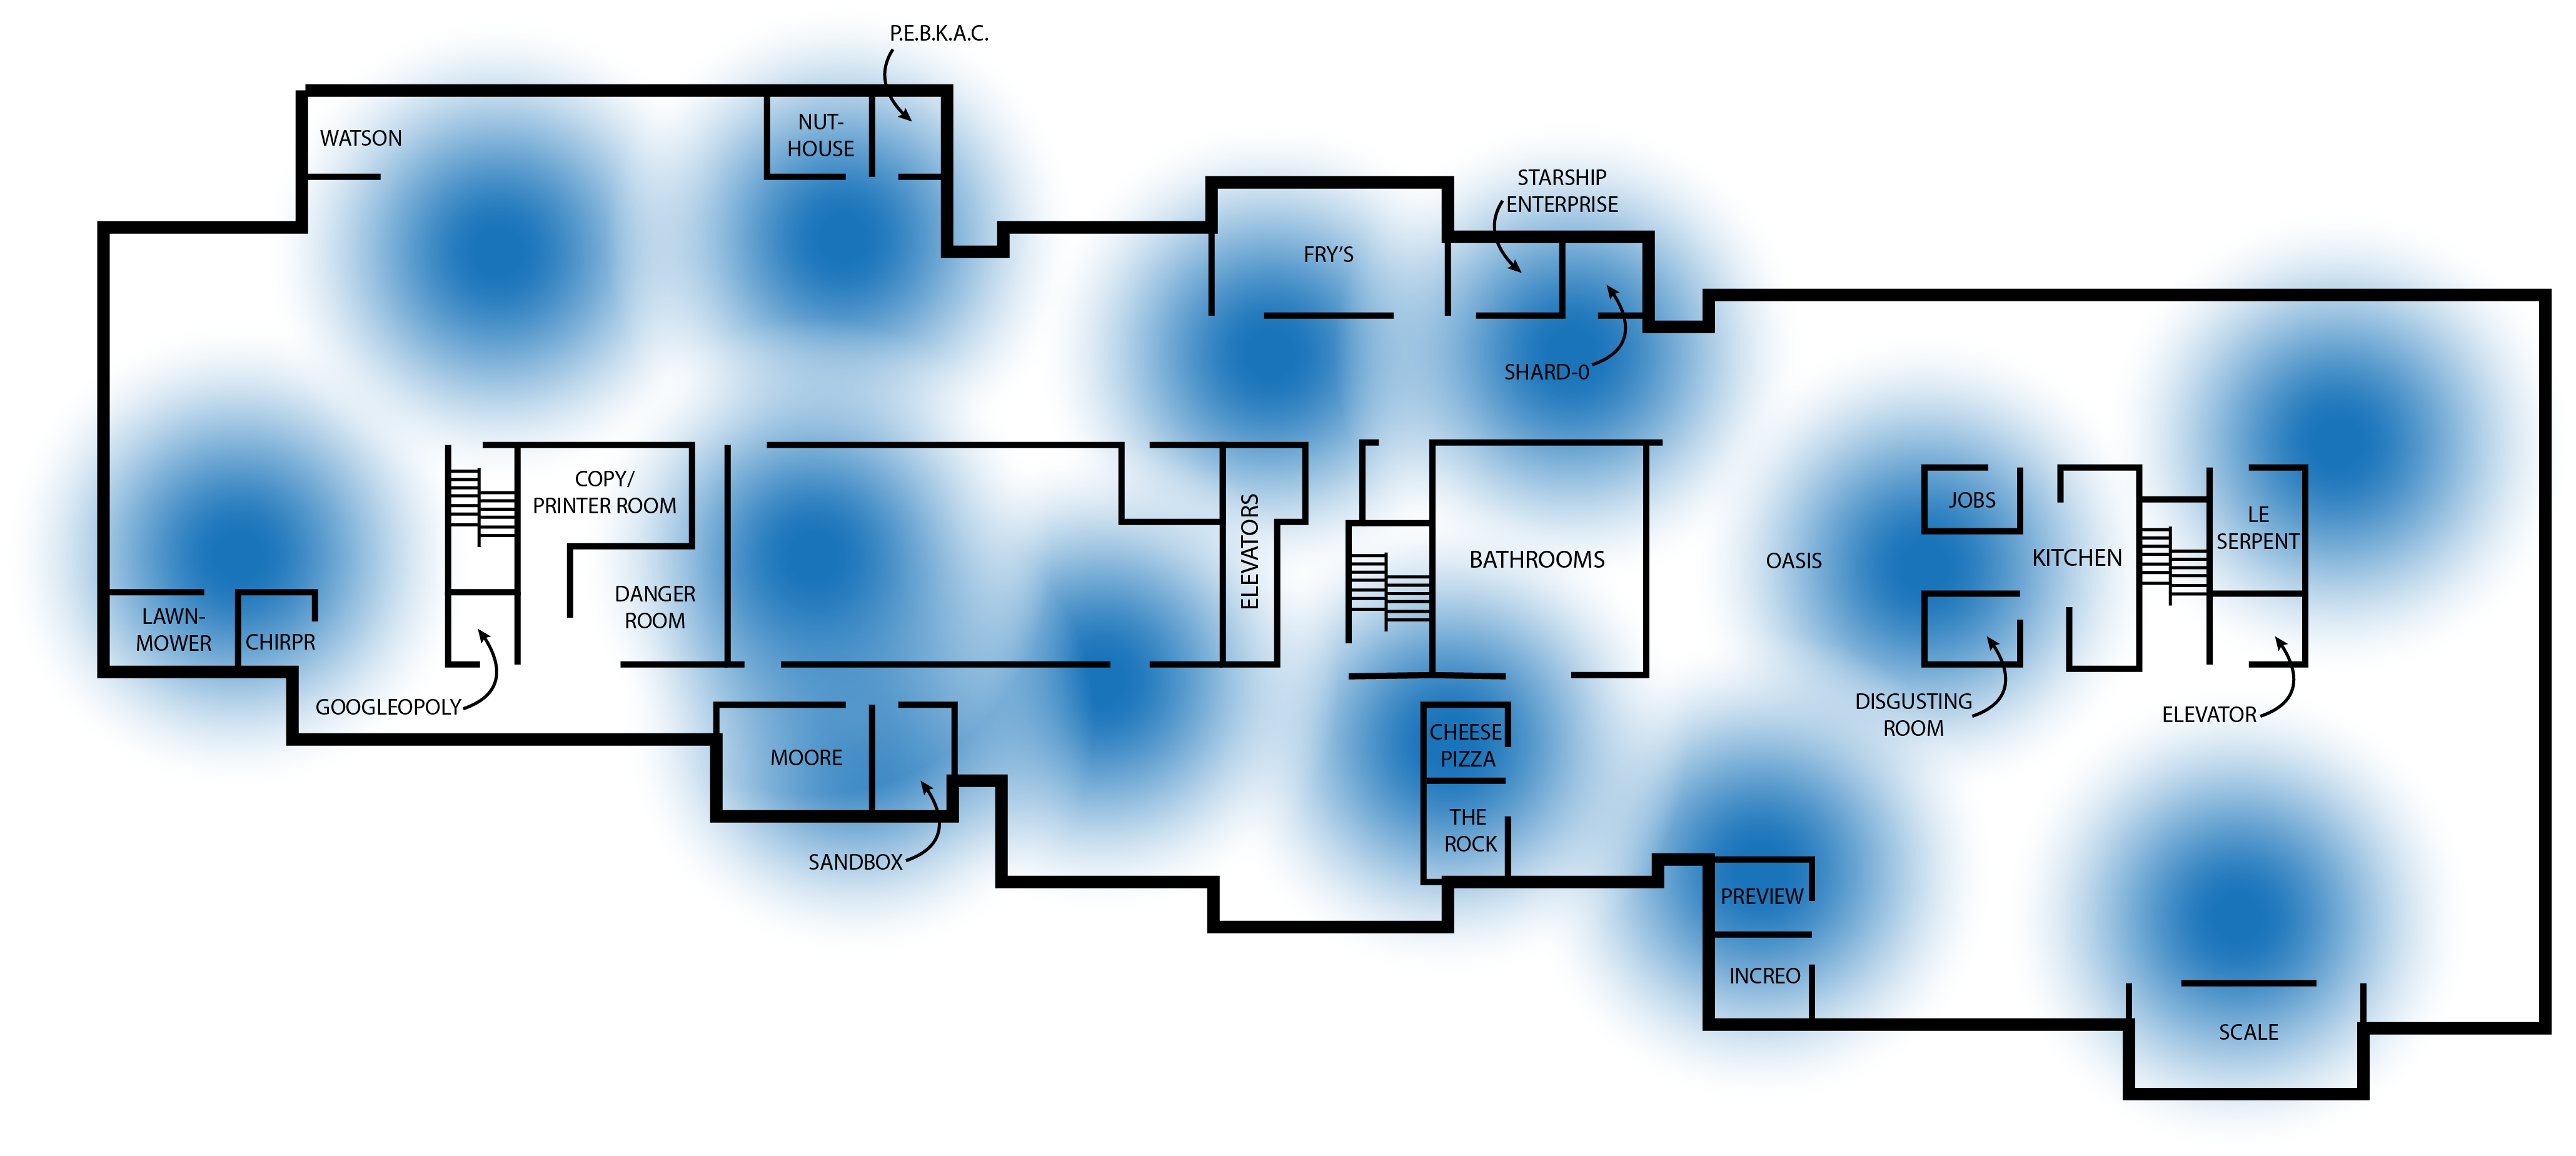 P.E.B.K.A.C.
WATSON
NUT-
HOUSE
STARSHIP
ENTERPRISE
FRY'S
SHARD-0
COPY/
PRINTER ROOM
ELEVATORS
BATHROOMS
OASIS
JOBS
KITCHEN
LE
SERPENT
LAWN-
MOWER
CHIRPR
DANGER
ROOM
GOOGLEOPOLY
DISGUSTING
ROOM
ELEVATOR
MOORE
SANDBOX
CHEESE
PIZZA
THE
ROCK
PREVIEW
INCREO
SCALE